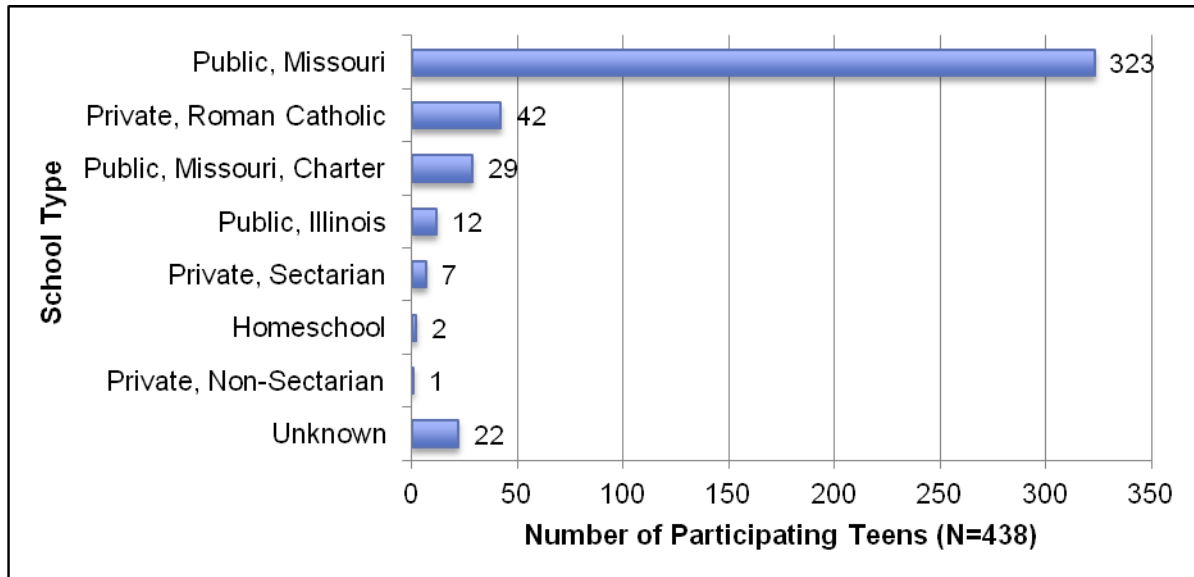 School Type
Public, Missouri 323
Private, Roman Catholic 42
Public, Missouri, Charter 29
Public, Illinois 12
Private, Sectarian 7
Homeschool 2
Private, Non-Sectarian 1
Unknown 22
0 50 100 150 200 250 300 350
Number of Participating Teens (N=438)